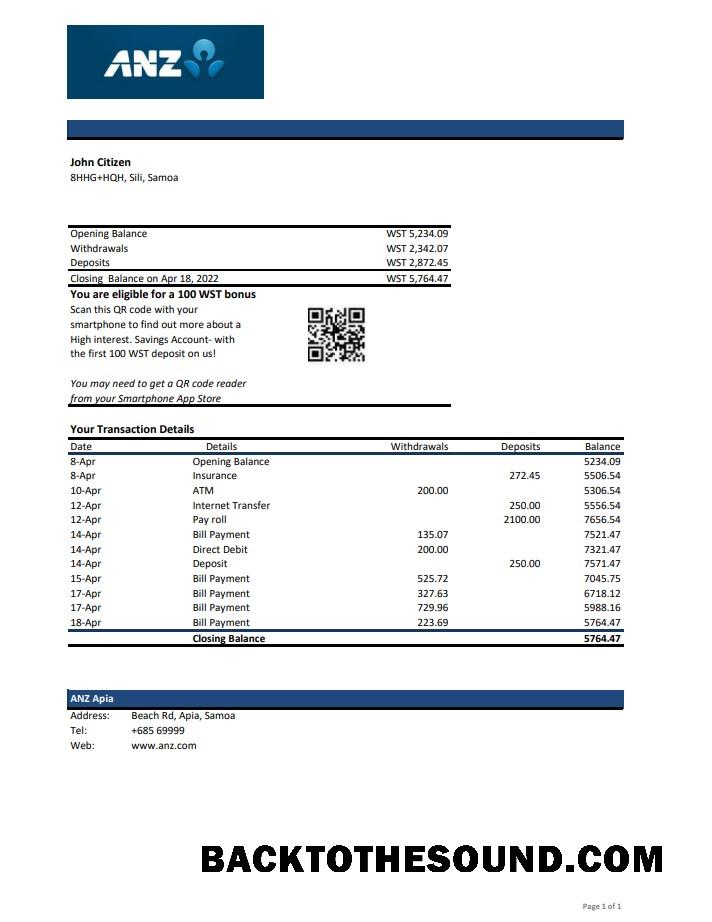 ANZ
John Citizen
8HHG+HQH, Sili, Samoa
Opening Balance WST 5,234.09
Withdrawals WST 2,342.07
Deposits WST 2,872.45
Closing Balance on Apr 18, 2022 WST 5,764.47
You are eligible for a 100 WST bonus
Scan this QR code with your
smartphone to find out more about a
High interest. Savings Account- with
the first 100 WST deposit on us!
You may need to get a QR code reader
from your Smartphone App Store
Your Transaction Details
Date Details Withdrawals Deposits Balance
8-Apr Opening Balance 5234.09
8-Apr Insurance 272.45 5506.54
10-Apr ATM 200.00 5306.54
12-Apr Internet Transfer 250.00 5556.54
12-Apr Pay roll 2100.00 7656.54
14-Apr Bill Payment 135.07 7521.47
14-Apr Direct Debit 200.00 7321.47
14-Apr Deposit 250.00 7571.47
15-Apr Bill Payment 525.72 7045.75
17-Apr Bill Payment 327.63 6718.12
17-Apr Bill Payment 729.96 5988.16
18-Apr Bill Payment 223.69 5764.47
Closing Balance 5764.47
ANZ Apia
Address: Beach Rd, Apia, Samoa
Tel: +685 69999
Web: www.anz.com
BACKTOTHESOUND.COM
Page 1 of 1